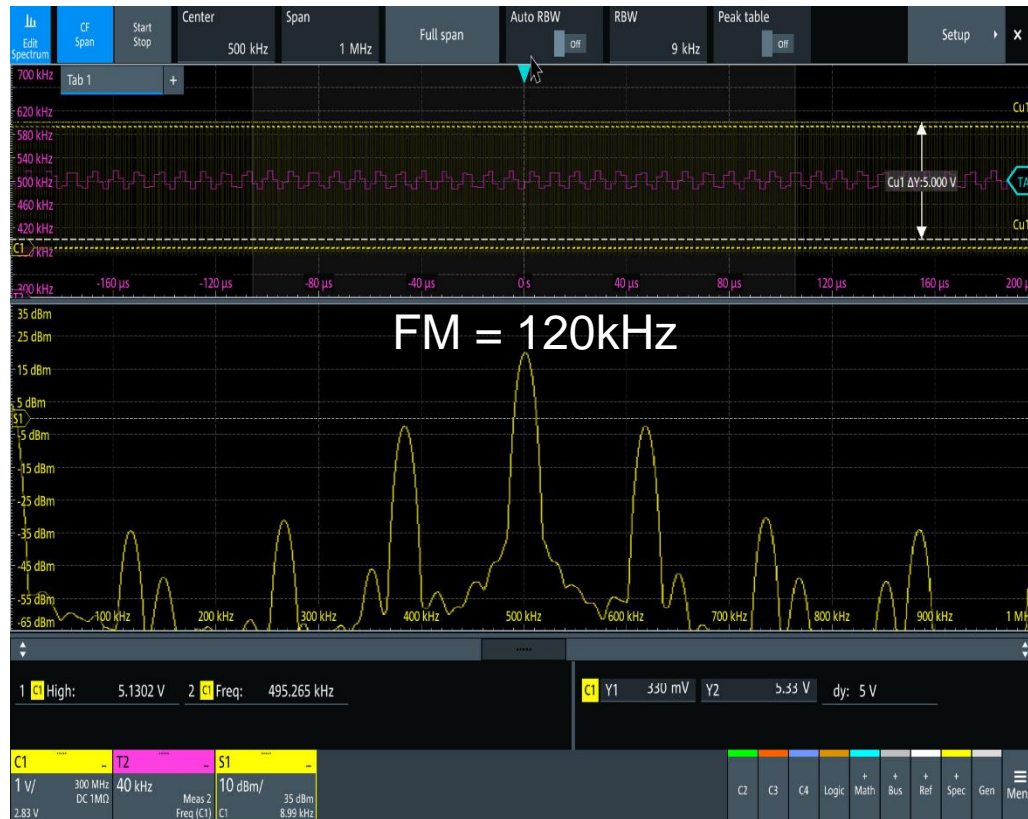 Edit Spectrum
CF Span
Start Stop
Center 500 kHz
Span 1 MHz
Full span
Auto RBW Off
RBW 9 kHz
Peak table Off
Setup
x
700 kHz
Tab 1 +
620 kHz
580 kHz
540 kHz
500 kHz
460 kHz
420 kHz
C1
Cu1
Cu1 ΔY:5.000 V
TA
Cu1
-160 µs -120 µs -80 µs -40 µs 0 s 40 µs 80 µs 120 µs 160 µs 200
FM = 120kHz
35 dBm
25 dBm
15 dBm
5 dBm
S1
-5 dBm
-15 dBm
-25 dBm
-35 dBm
-45 dBm
-55 dBm
-65 dBm
100 kHz 200 kHz 300 kHz 400 kHz 500 kHz 600 kHz 700 kHz 800 kHz 900 kHz 1 M
1 C1 High: 5.1302 V 2 C1 Freq: 495.265 kHz
C1 Y1 330 mV Y2 5.33 V dy: 5 V
C1
1 V/ 300 MHz
DC 1MΩ
2.83 V
T2
40 kHz
Meas 2
Freq (C1)
S1
10 dBm/
35 dBm
C1 8.99 kHz
C2 C3 C4 Logic + Math + Bus + Ref + Spec Gen Men